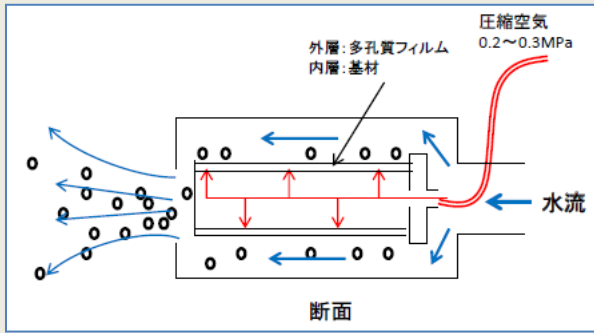 圧縮空気
0.2～0.3MPa
外層：多孔質フィルム
内層：基材
水流
断面